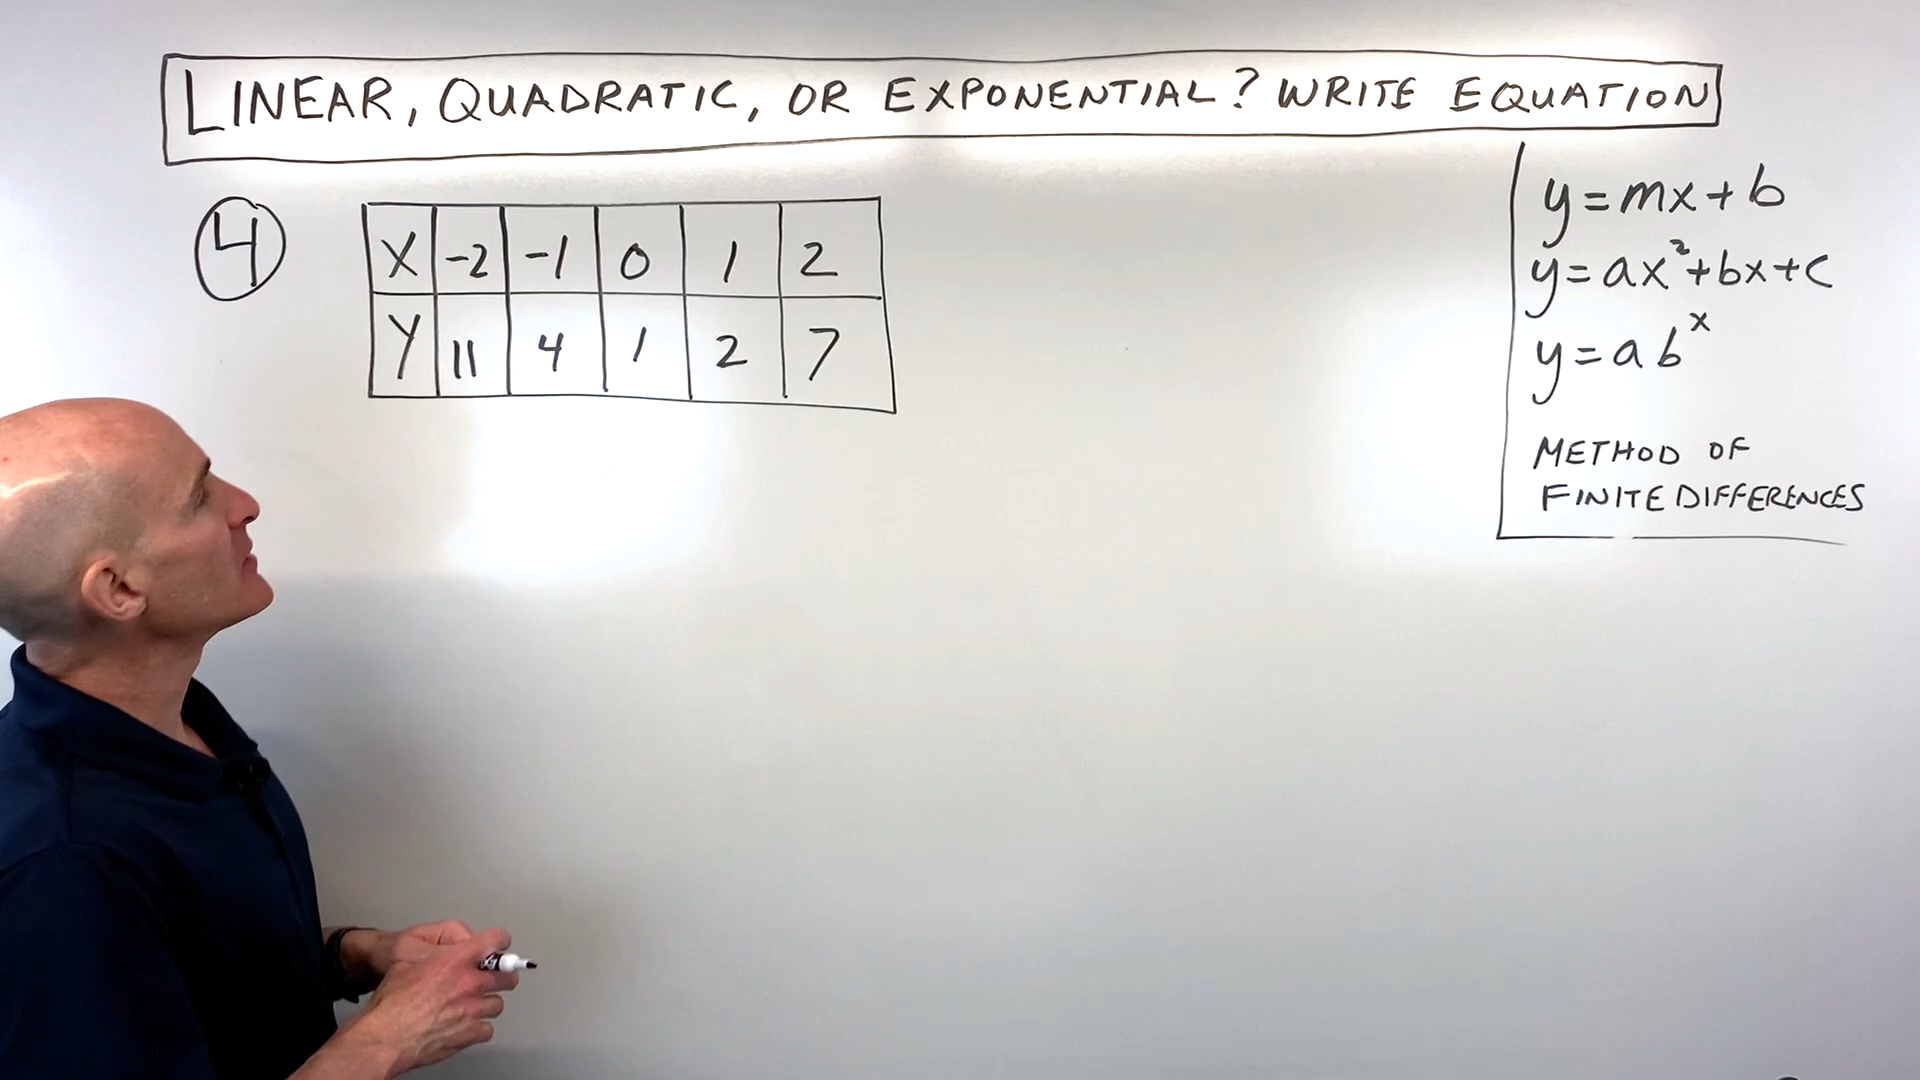 LINEAR, QUADRATIC, OR EXPONENTIAL? WRITE EQUATION
4
X -2 -1 0 1 2
Y 11 4 1 2 7
y=mx+b
y=ax²+bx+c
y=abˣ
METHOD OF
FINITE DIFFERENCES